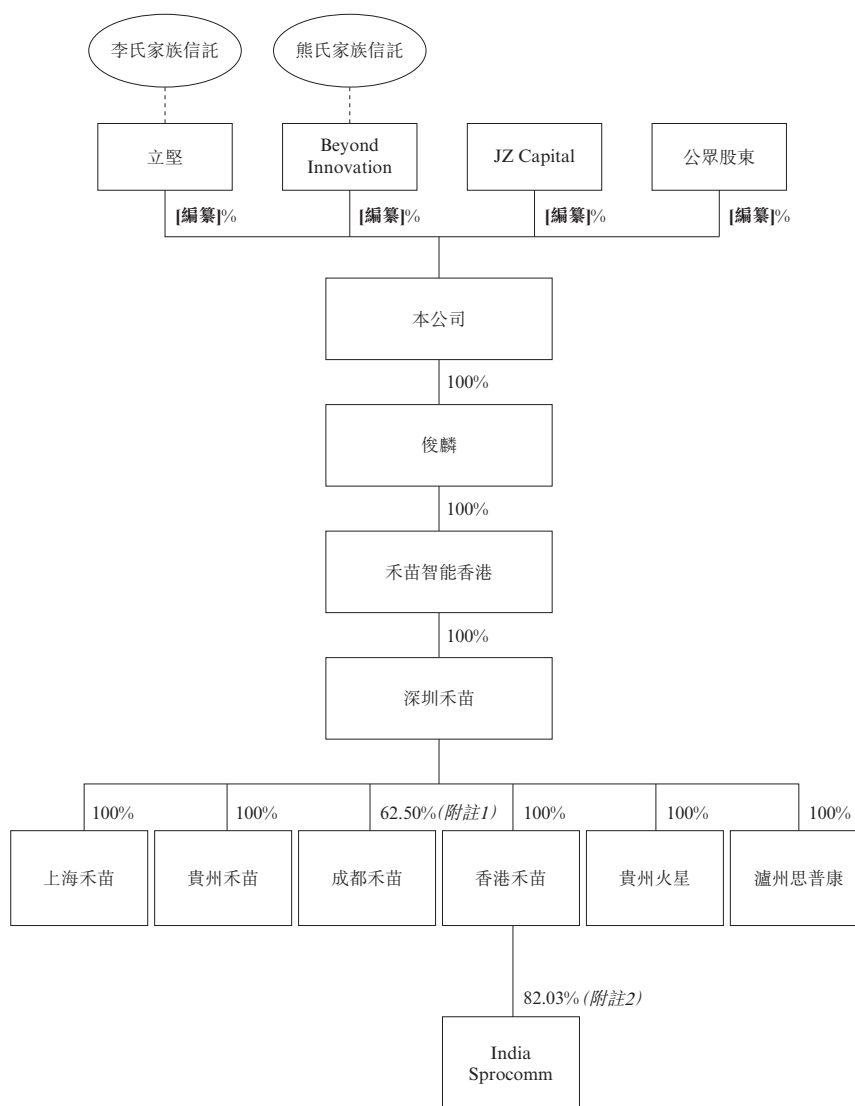 李氏家族信託
熊氏家族信託
立堅
Beyond
Innovation
JZ Capital
公眾股東
[編纂]%
[編纂]%
[編纂]%
[編纂]%
本公司
100%
俊麟
100%
禾苗智能香港
100%
深圳禾苗
100%
100%
62.50%(附註1)
100%
100%
100%
上海禾苗
貴州禾苗
成都禾苗
香港禾苗
貴州火星
瀘州思普康
82.03%(附註2)
India
Sprocomm